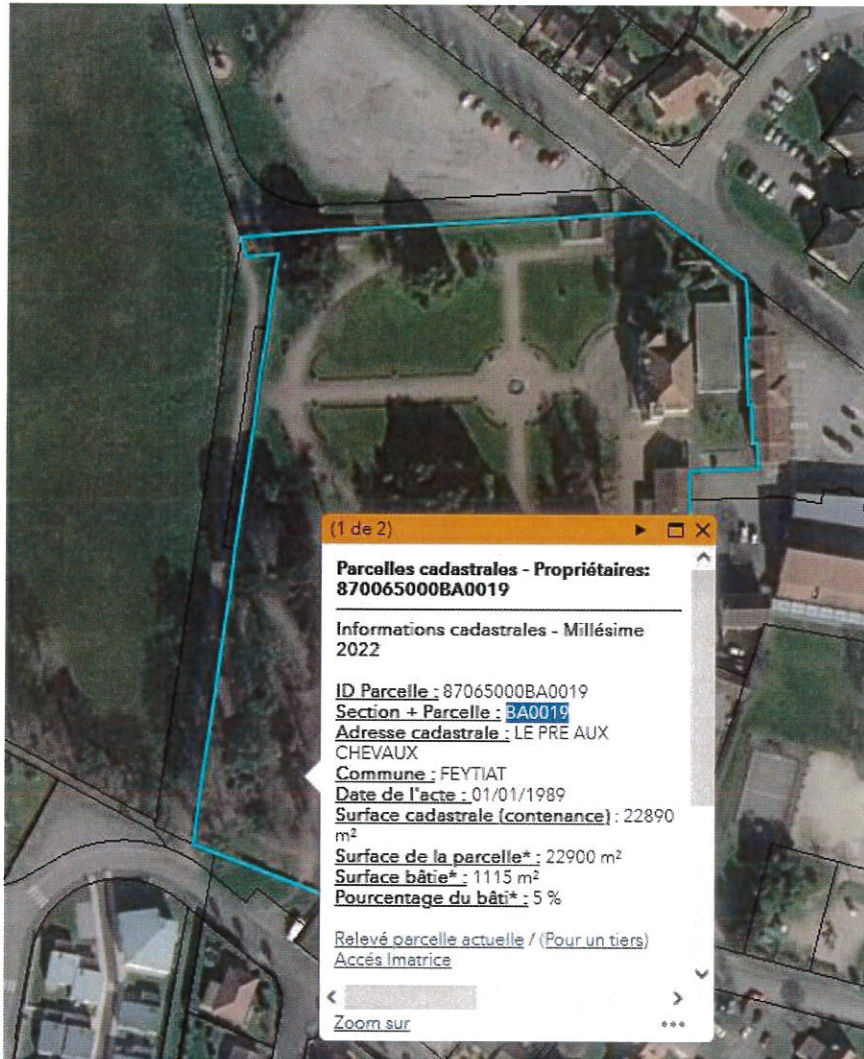 (1 de 2)
Parcelles cadastrales - Propriétaires:
870065000BA0019
Informations cadastrales - Millésime
2022
ID Parcelle : 87065000BA0019
Section + Parcelle : BA0019
Adresse cadastrale : LE PRE AUX
CHEVAUX
Commune : FEYTIAT
Date de l'acte : 01/01/1989
Surface cadastrale (contenance) : 22890
m²
Surface de la parcelle* : 22900 m²
Surface bâtie* : 1115 m²
Pourcentage du bâti* : 5 %
Relevé parcelle actuelle / (Pour un tiers)
Accés Imatrice
Zoom sur